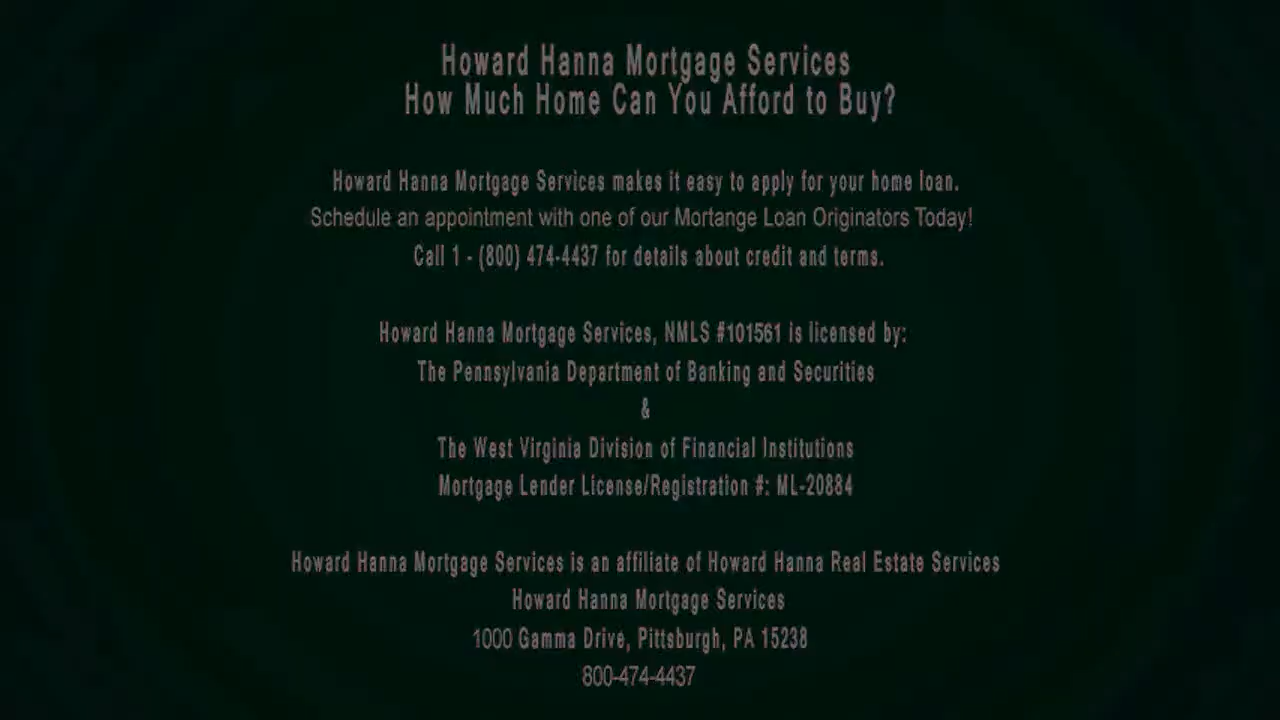 Howard Hanna Mortgage Services
How Much Home Can You Afford to Buy?
Howard Hanna Mortgage Services makes it easy to apply for your home loan.
Schedule an appointment with one of our Mortange Loan Originators Today!
Call 1 - (800) 474-4437 for details about credit and terms.
Howard Hanna Mortgage Services, NMLS #101561 is licensed by:
The Pennsylvania Department of Banking and Securities
&
The West Virginia Division of Financial Institutions
Mortgage Lender License/Registration #: ML-20884
Howard Hanna Mortgage Services is an affiliate of Howard Hanna Real Estate Services
Howard Hanna Mortgage Services
1000 Gamma Drive, Pittsburgh, PA 15238
800-474-4437